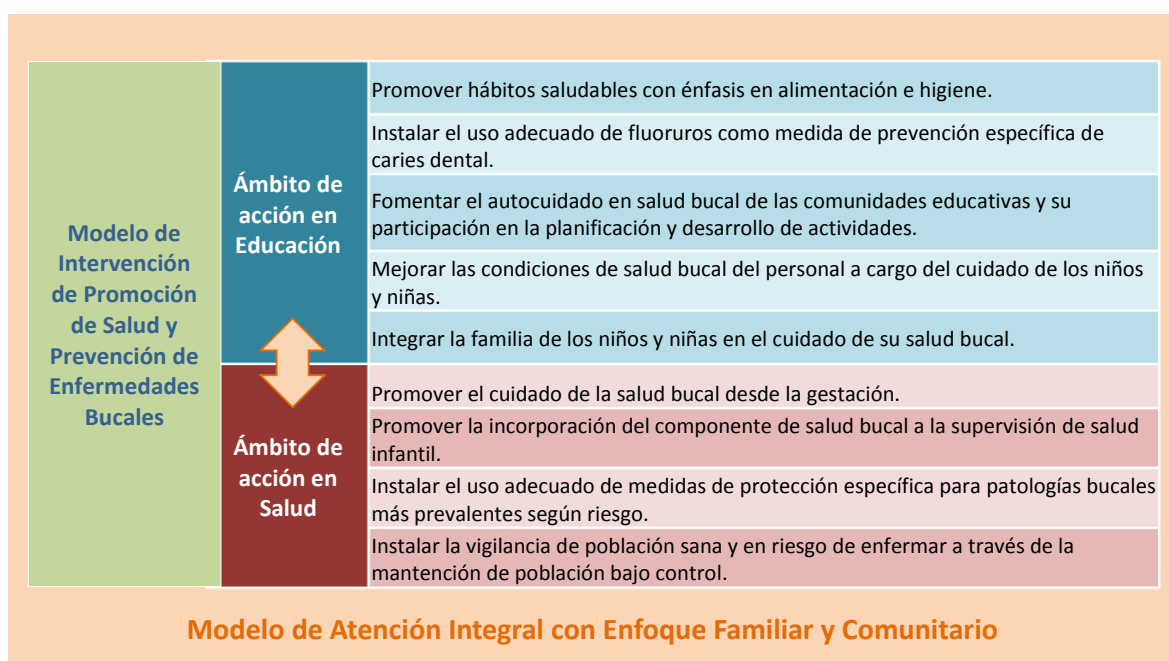 Modelo de
Intervención
de Promoción
de Salud y
Prevención de
Enfermedades
Bucales
Ámbito de
acción en
Educación
Promover hábitos saludables con énfasis en alimentación e higiene.
Instalar el uso adecuado de fluoruros como medida de prevención específica de
caries dental.
Fomentar el autocuidado en salud bucal de las comunidades educativas y su
participación en la planificación y desarrollo de actividades.
Mejorar las condiciones de salud bucal del personal a cargo del cuidado de los niños
y niñas.
Integrar la familia de los niños y niñas en el cuidado de su salud bucal.
Ámbito de
acción en
Salud
Promover el cuidado de la salud bucal desde la gestación.
Promover la incorporación del componente de salud bucal a la supervisión de salud
infantil.
Instalar el uso adecuado de medidas de protección específica para patologías bucales
más prevalentes según riesgo.
Instalar la vigilancia de población sana y en riesgo de enfermar a través de la
mantención de población bajo control.
Modelo de Atención Integral con Enfoque Familiar y Comunitario